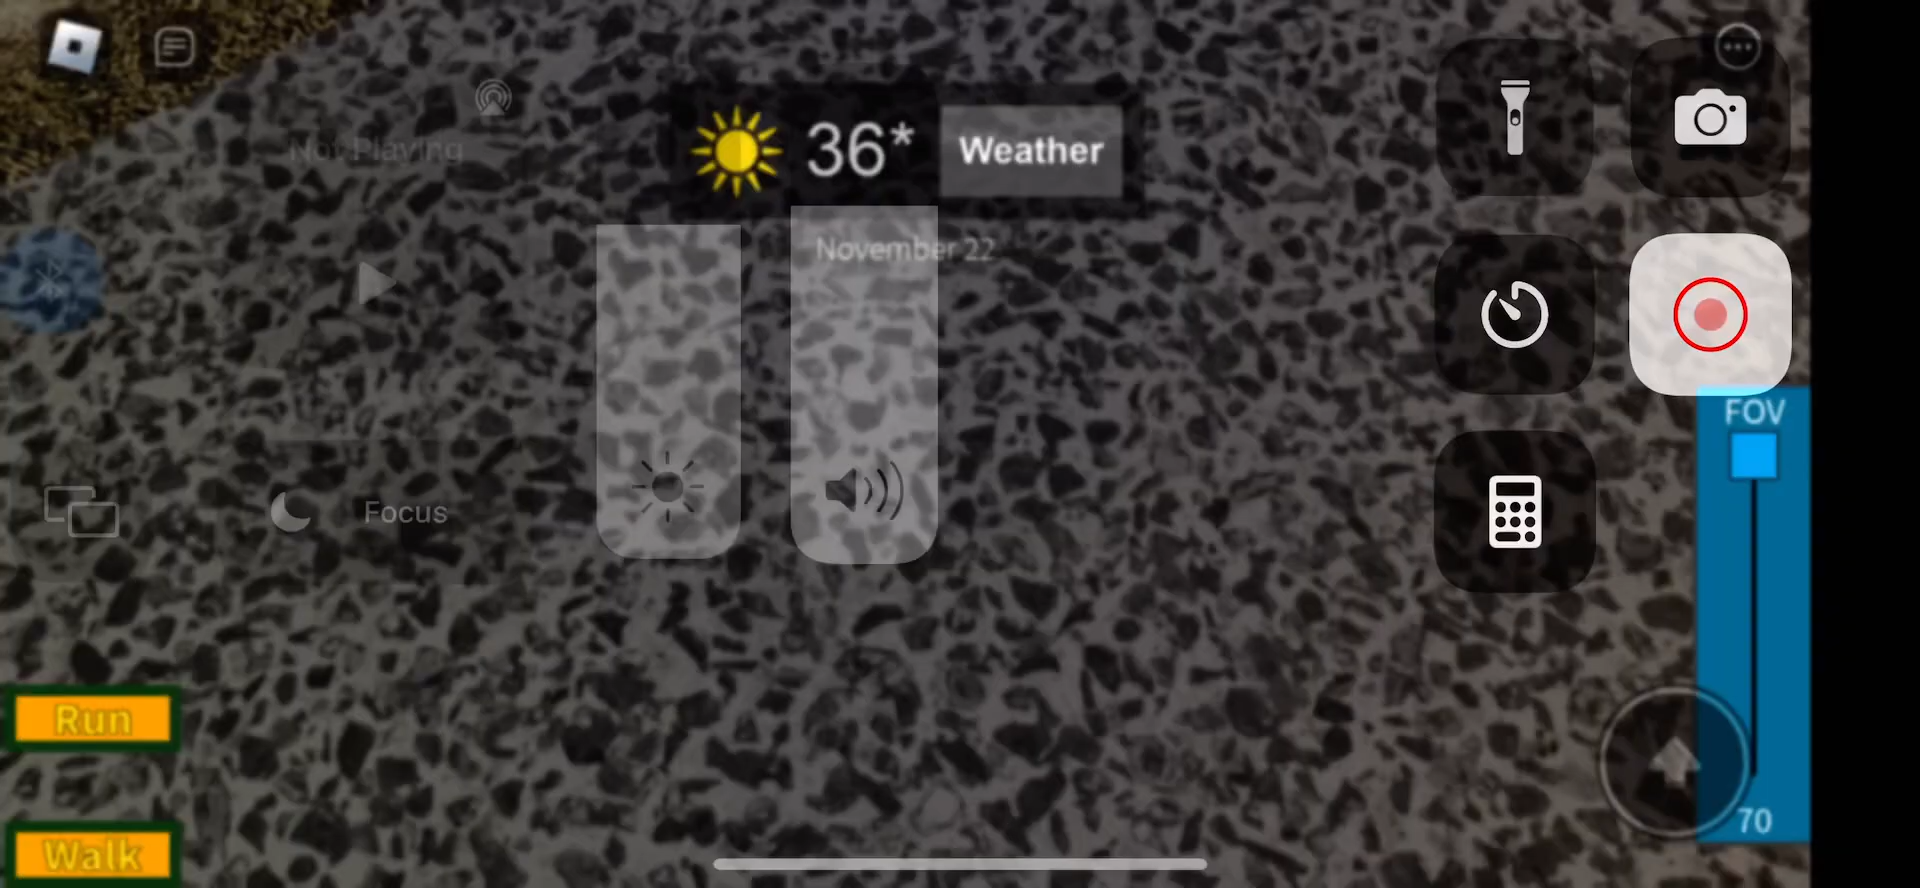 Not Playing
36*
Weather
November 22
Focus
FOV
70
Run
Walk